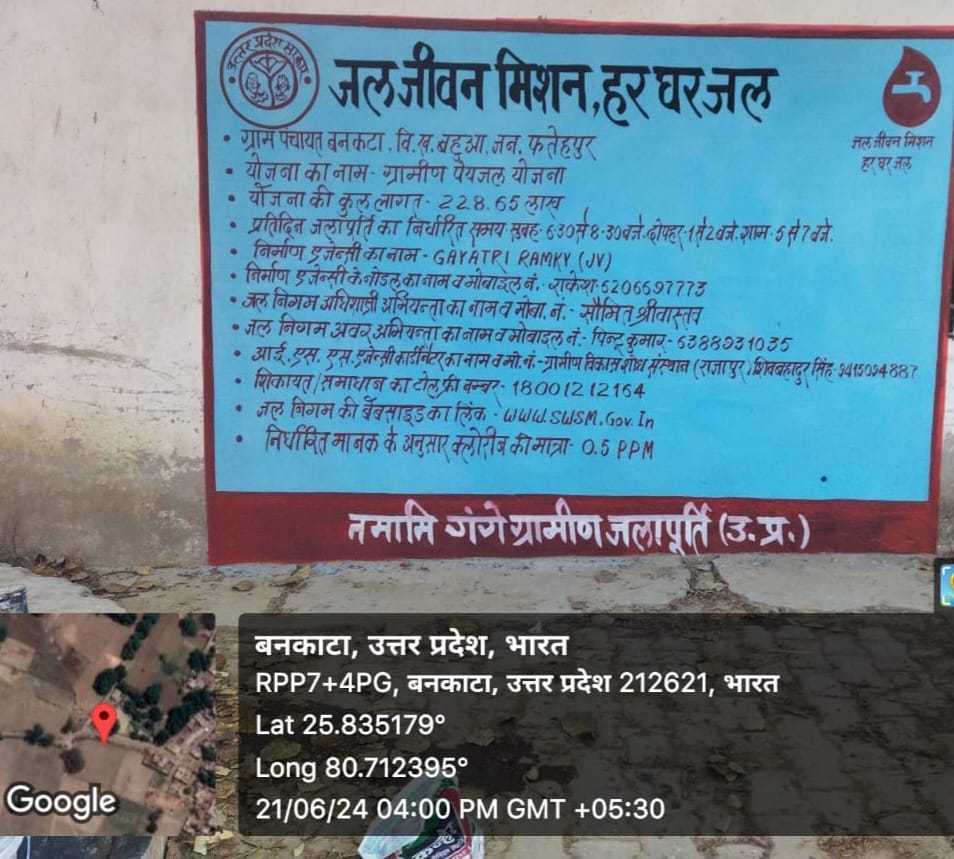 उत्तर प्रदेश सरकार
जल जीवन मिशन, हर घर जल
जल जीवन मिशन
हर घर जल
• ग्राम पंचायत बनकटा, वि.ख. बहुआ, जन. फतेहपुर
• योजना का नाम- ग्रामीण पेयजल योजना
• योजना की कुल लागत- 228.65 लाख
• प्रतिदिन जलापूर्ति का निर्धारित समय सुबह- 6:30 से 8:30 बजे. दोपहर- 1 से 2 बजे. शाम- 5 से 7 बजे.
• निर्माण एजेन्सी का नाम- GAYATRI RAMKY (JV)
• निर्माण एजेन्सी के नोडल का नाम व मोबाइल नं.- राकेश- 6206697773
• जल निगम अधिशाषी अभियन्ता का नाम व मोबा. नं.- सौमित्र श्रीवास्तव
• जल निगम अवर अभियन्ता का नाम व मोबाइल नं.- पिन्टू कुमार- 6388931035
• आई. एस. एस. एजेन्सी कार्डीनेटर का नाम व मो. नं- ग्रामीण विकास शोध संस्थान (राजापुर) शिवबहादुर सिंह- 9415094887
• शिकायत/समाधान का टोल फ्री नम्बर- 18001212164
• जल निगम की बेबसाइड का लिंक- WWW.SWSM.Gov.In
• निर्धारित मानक के अनुसार क्लोरीन की मात्रा- 0.5 PPM
नमामि गंगे ग्रामीण जलापूर्ति (उ.प्र.)
बनकाटा, उत्तर प्रदेश, भारत
RPP7+4PG, बनकाटा, उत्तर प्रदेश 212621, भारत
Lat 25.835179°
Long 80.712395°
21/06/24 04:00 PM GMT +05:30
Google